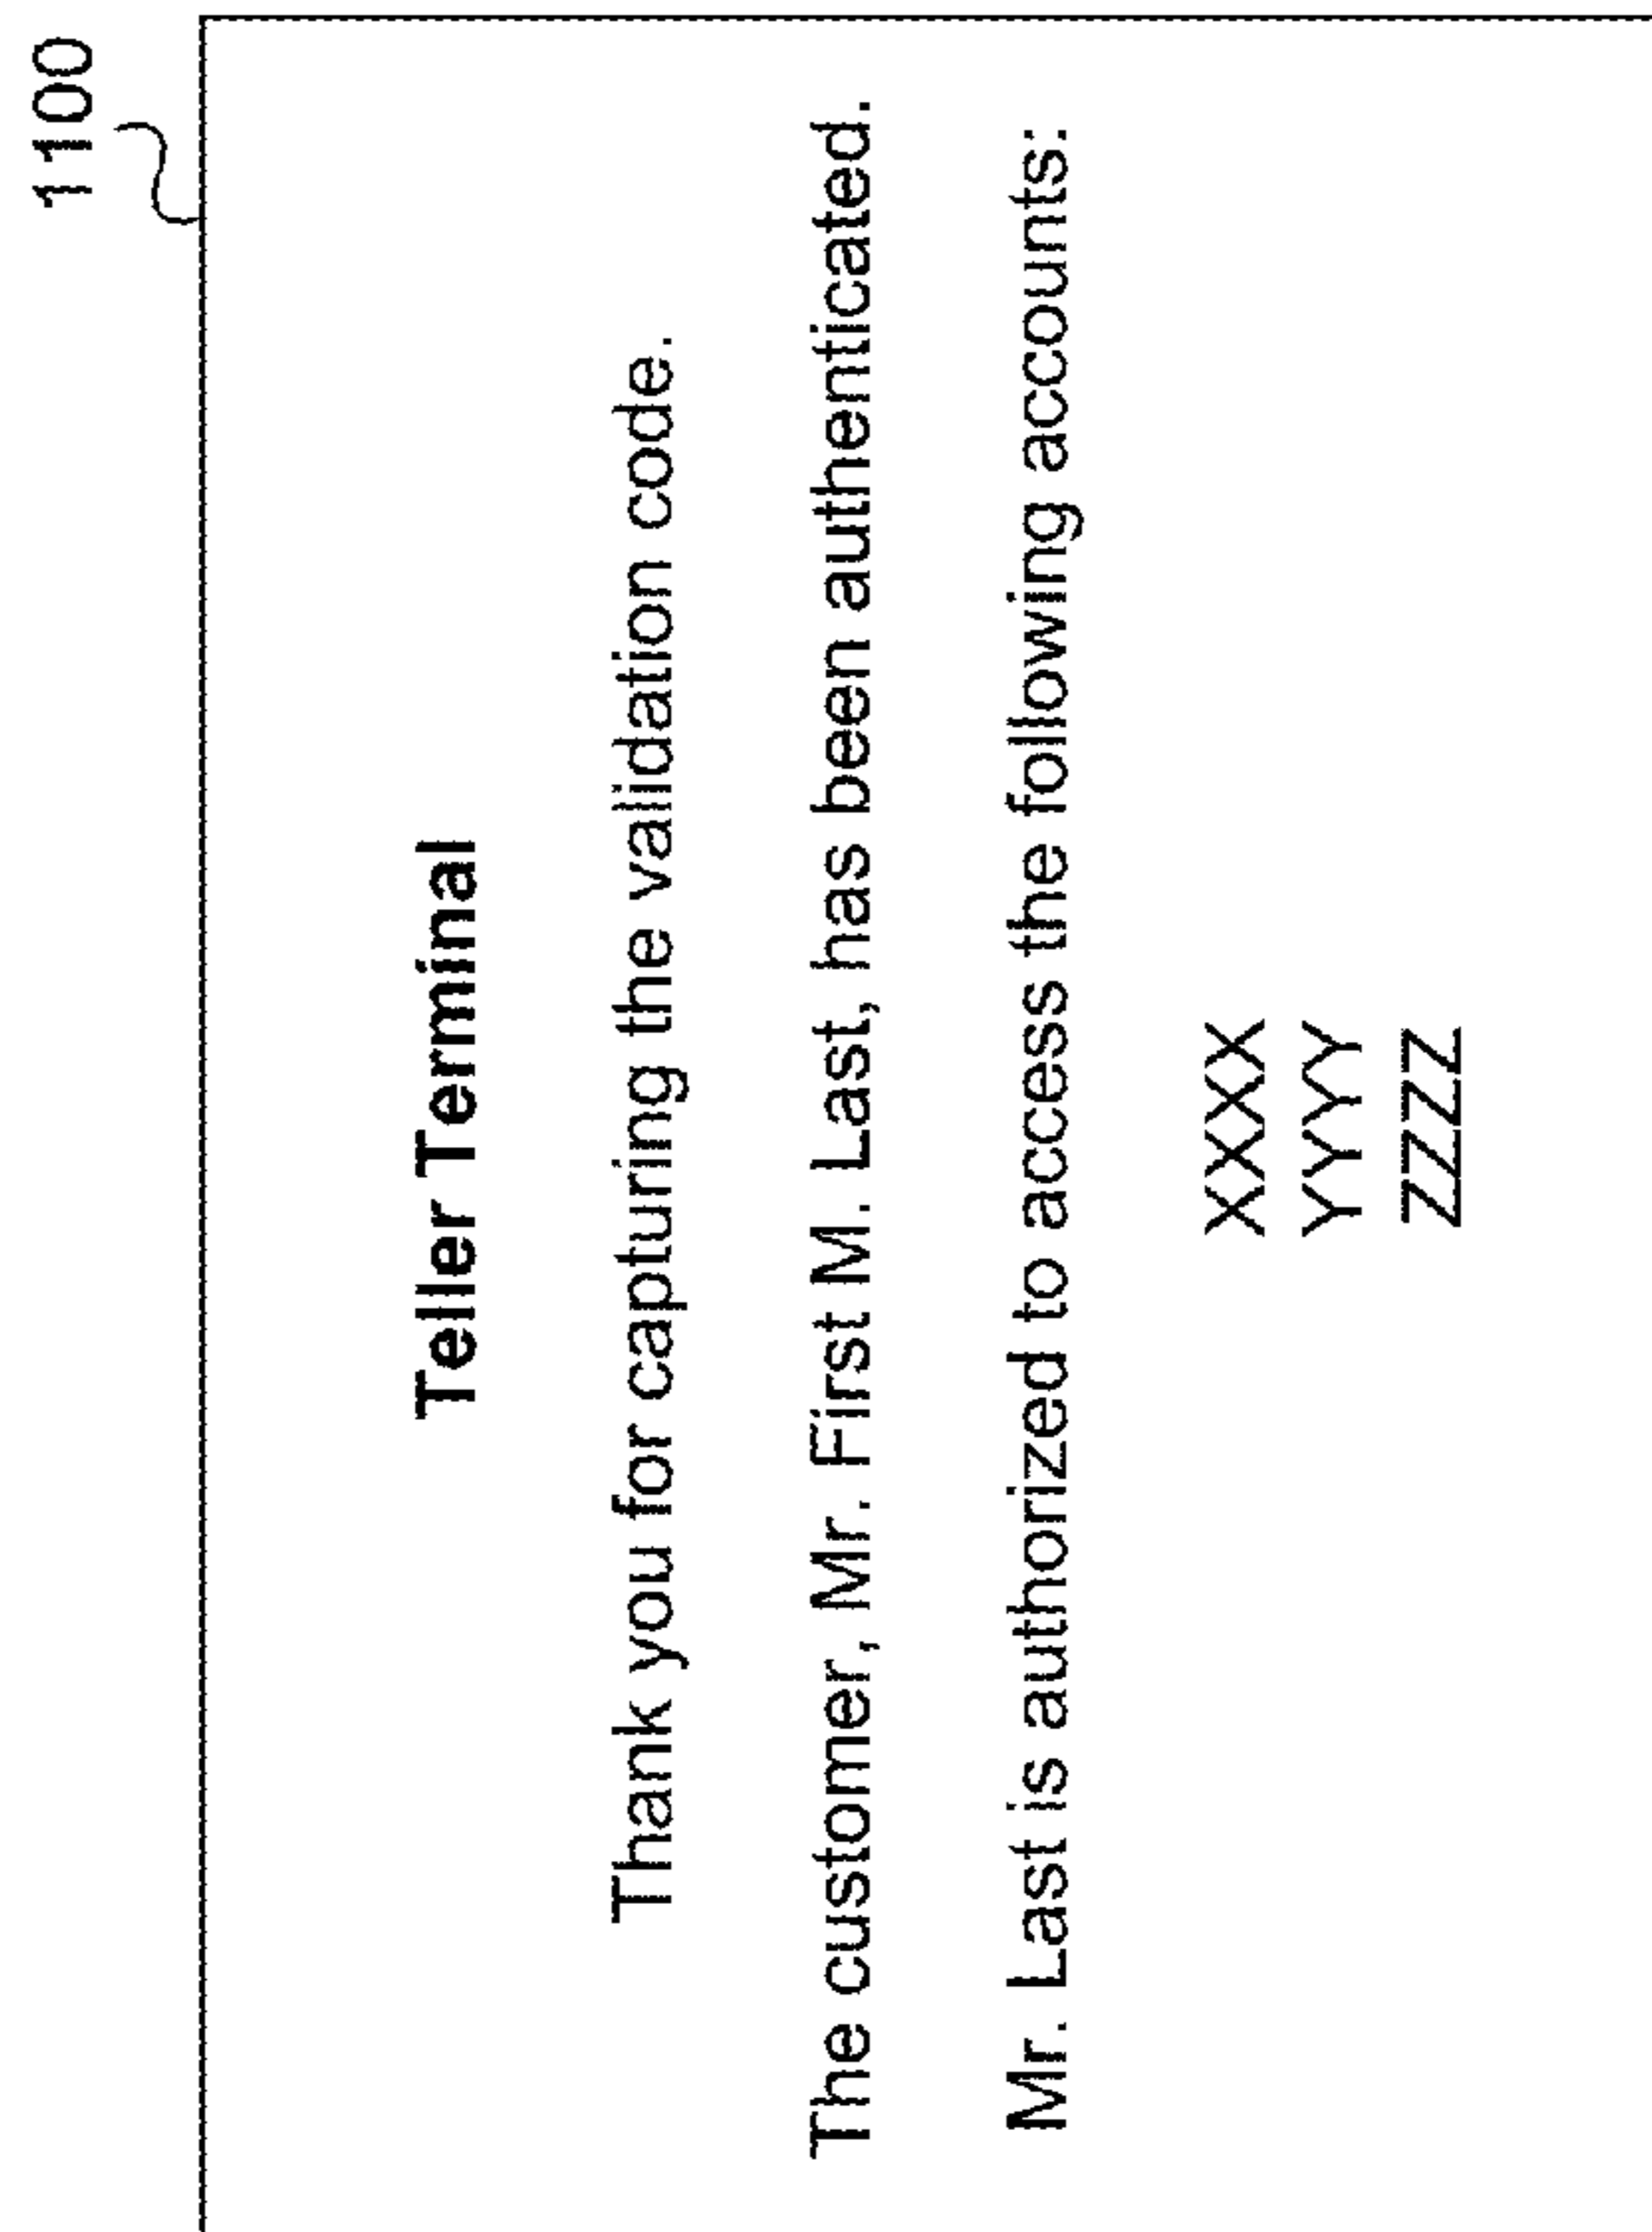 1100
Teller Terminal
Thank you for capturing the validation code.
The customer, Mr. First M. Last, has been authenticated.
Mr. Last is authorized to access the following accounts:
XXXX
YYYY
ZZZZ